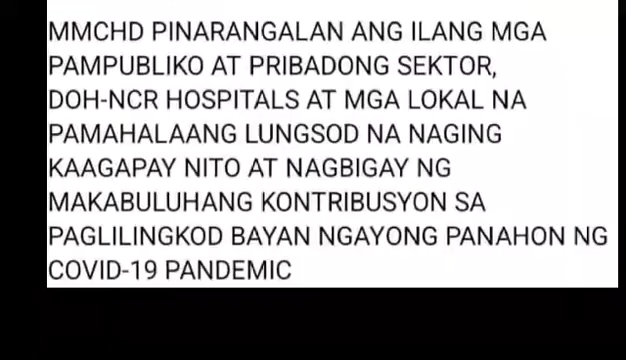 MMCHD PINARANGALAN ANG ILANG MGA
PAMPUBLIKO AT PRIBADONG SEKTOR,
DOH-NCR HOSPITALS AT MGA LOKAL NA
PAMAHALAANG LUNGSOD NA NAGING
KAAGAPAY NITO AT NAGBIGAY NG
MAKABULUHANG KONTRIBUSYON SA
PAGLILINGKOD BAYAN NGAYONG PANAHON NG
COVID-19 PANDEMIC